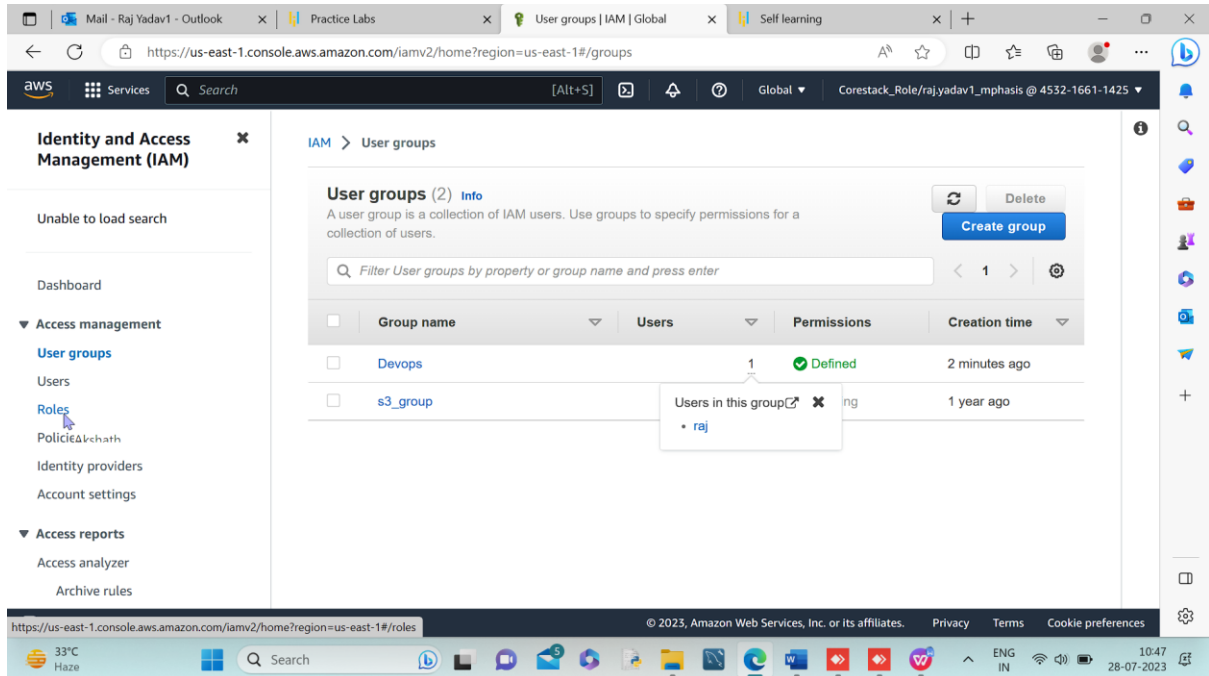 Mail - Raj Yadav1 - Outlook
Practice Labs
User groups | IAM | Global
Self learning
https://us-east-1.console.aws.amazon.com/iamv2/home?region=us-east-1#/groups
aws
Services
Search
[Alt+S]
Global
Corestack_Role/raj.yadav1_mphasis @ 4532-1661-1425
Identity and Access
Management (IAM)
Unable to load search
Dashboard
Access management
User groups
Users
Roles
Akshath
Identity providers
Account settings
Access reports
Access analyzer
Archive rules
IAM > User groups
User groups (2) Info
A user group is a collection of IAM users. Use groups to specify permissions for a
collection of users.
Delete
Create group
Filter User groups by property or group name and press enter
1
Group name Users Permissions Creation time
Devops 1 Defined 2 minutes ago
s3_group ng 1 year ago
Users in this group
• raj
https://us-east-1.console.aws.amazon.com/iamv2/home?region=us-east-1#/roles
© 2023, Amazon Web Services, Inc. or its affiliates. Privacy Terms Cookie preferences
33°C
Haze
Search
5
ENG
IN
10:47
28-07-2023